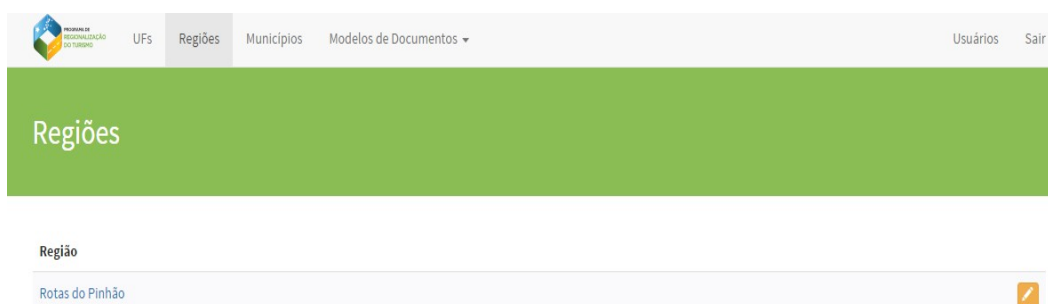 PROGRAMA DE
REGIONALIZAÇÃO
DO TURISMO
UFs Regiões Municípios Modelos de Documentos Usuários Sair
Regiões
Região
Rotas do Pinhão